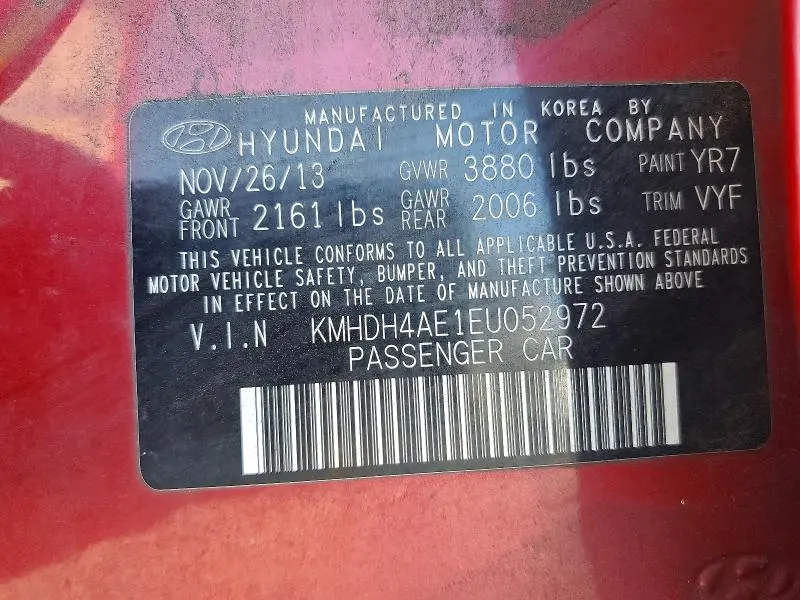 MANUFACTURED IN KOREA BY
HYUNDAI MOTOR COMPANY
NOV/26/13 GVWR 3880 lbs PAINT YR7
GAWR FRONT 2161 lbs GAWR REAR 2006 lbs TRIM VYF
THIS VEHICLE CONFORMS TO ALL APPLICABLE U.S.A. FEDERAL
MOTOR VEHICLE SAFETY, BUMPER, AND THEFT PREVENTION STANDARDS
IN EFFECT ON THE DATE OF MANUFACTURE SHOWN ABOVE
V.I.N KMHDH4AE1EU052972
PASSENGER CAR